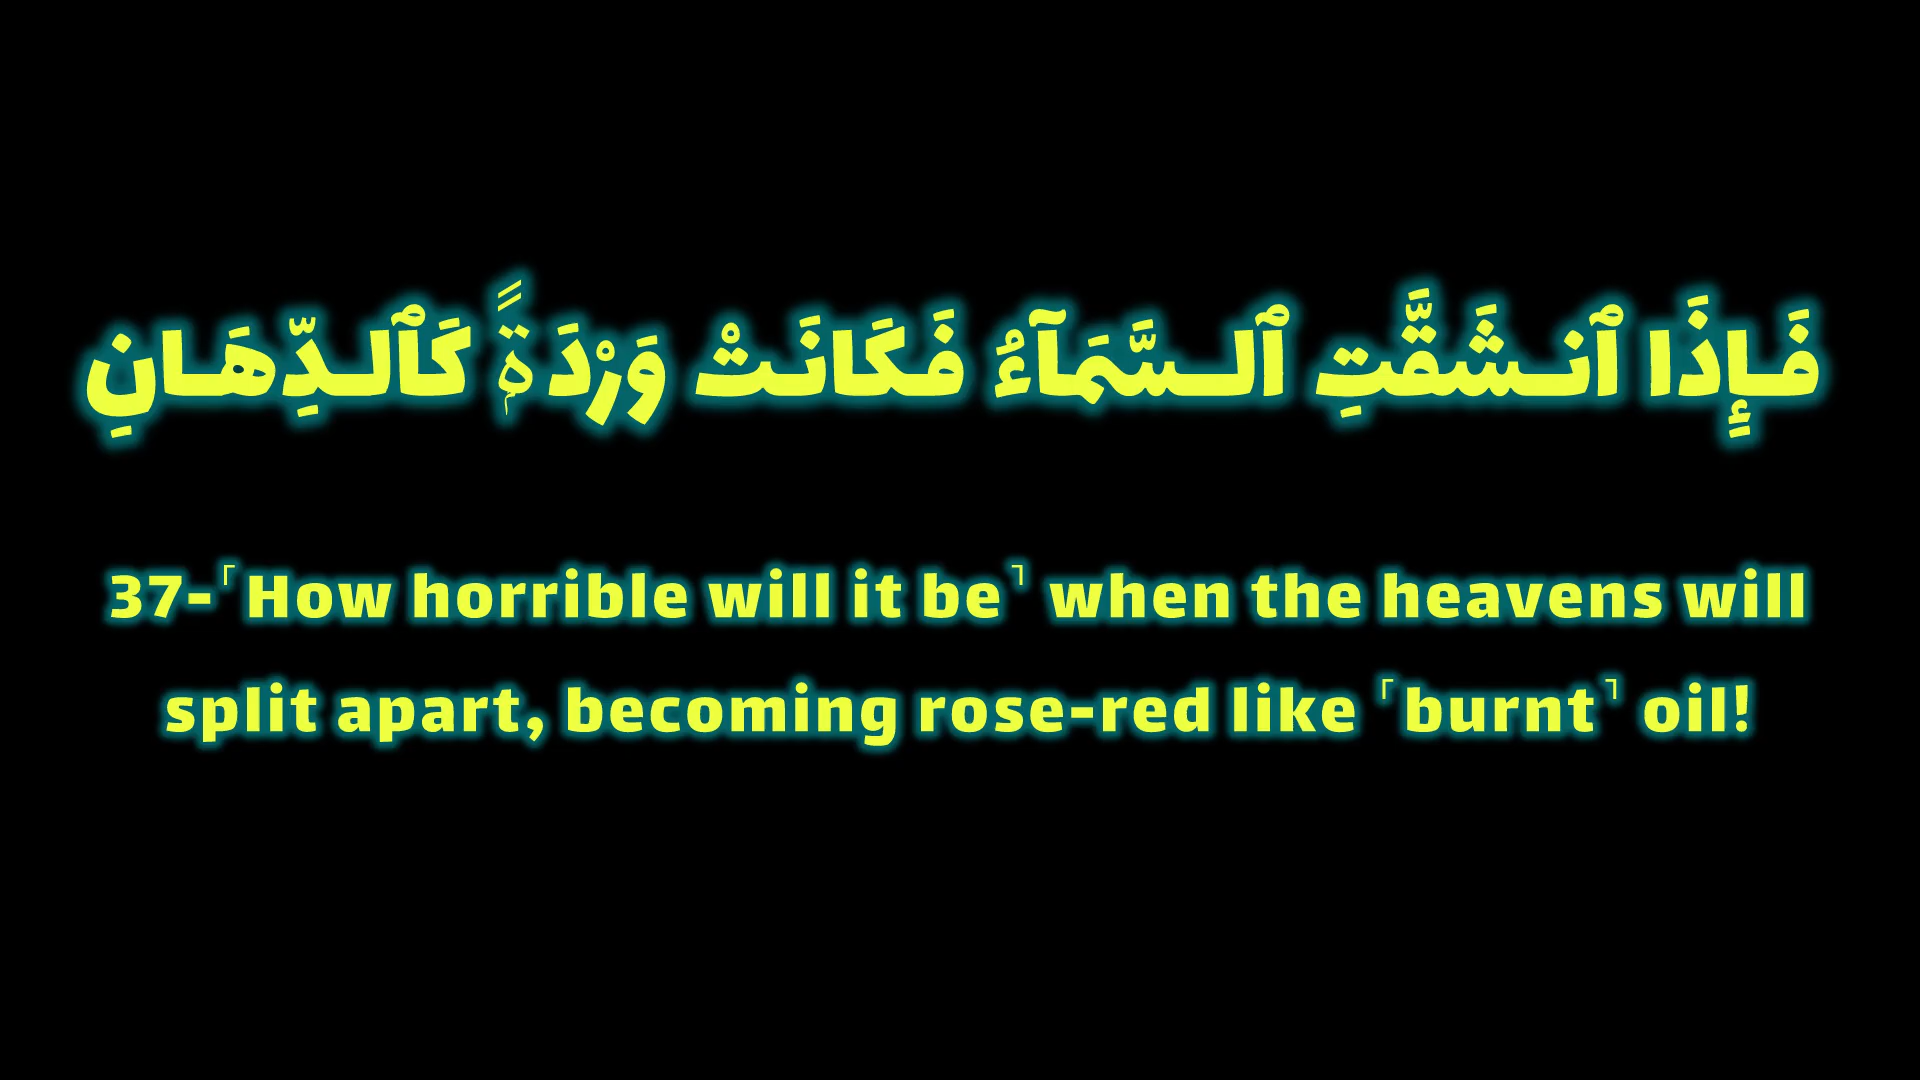 فَإِذَا ٱنشَقَّتِ ٱلسَّمَآءُ فَكَانَتْ وَرْدَةًۭ كَٱلدِّهَانِ
37-⸢How horrible will it be⸣ when the heavens will
split apart, becoming rose-red like ⸢burnt⸣ oil!